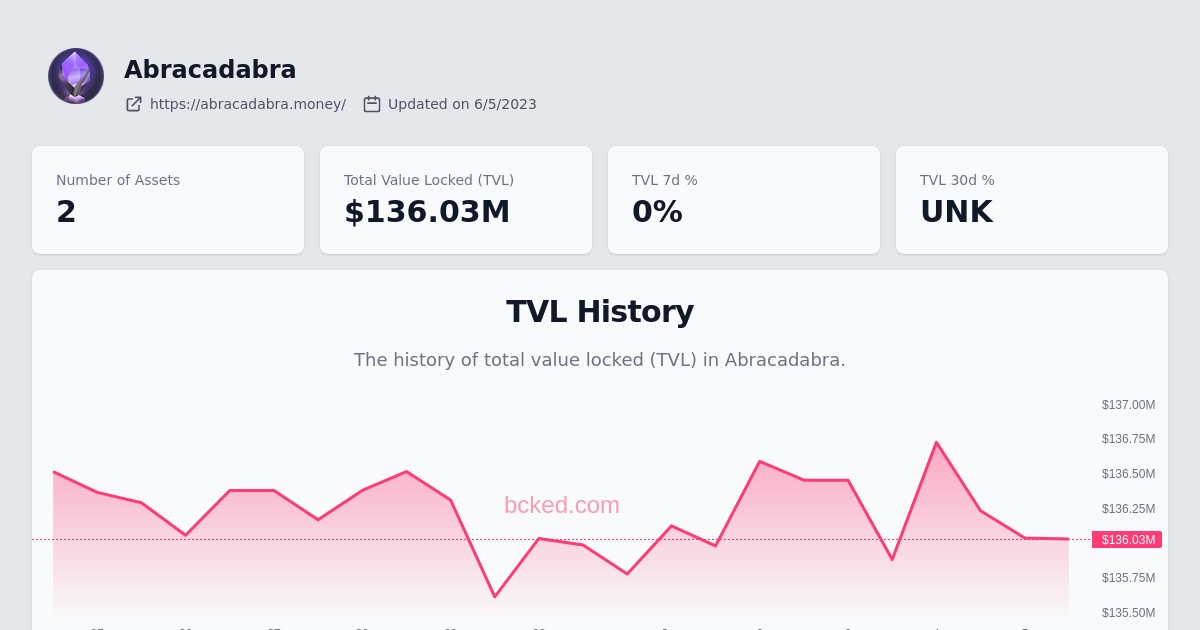 Abracadabra
https://abracadabra.money/ Updated on 6/5/2023
Number of Assets
2
Total Value Locked (TVL)
$136.03M
TVL 7d %
0%
TVL 30d %
UNK
TVL History
The history of total value locked (TVL) in Abracadabra.
$137.00M
$136.75M
$136.50M
$136.25M
$136.03M
$135.75M
$135.50M
bcked.com